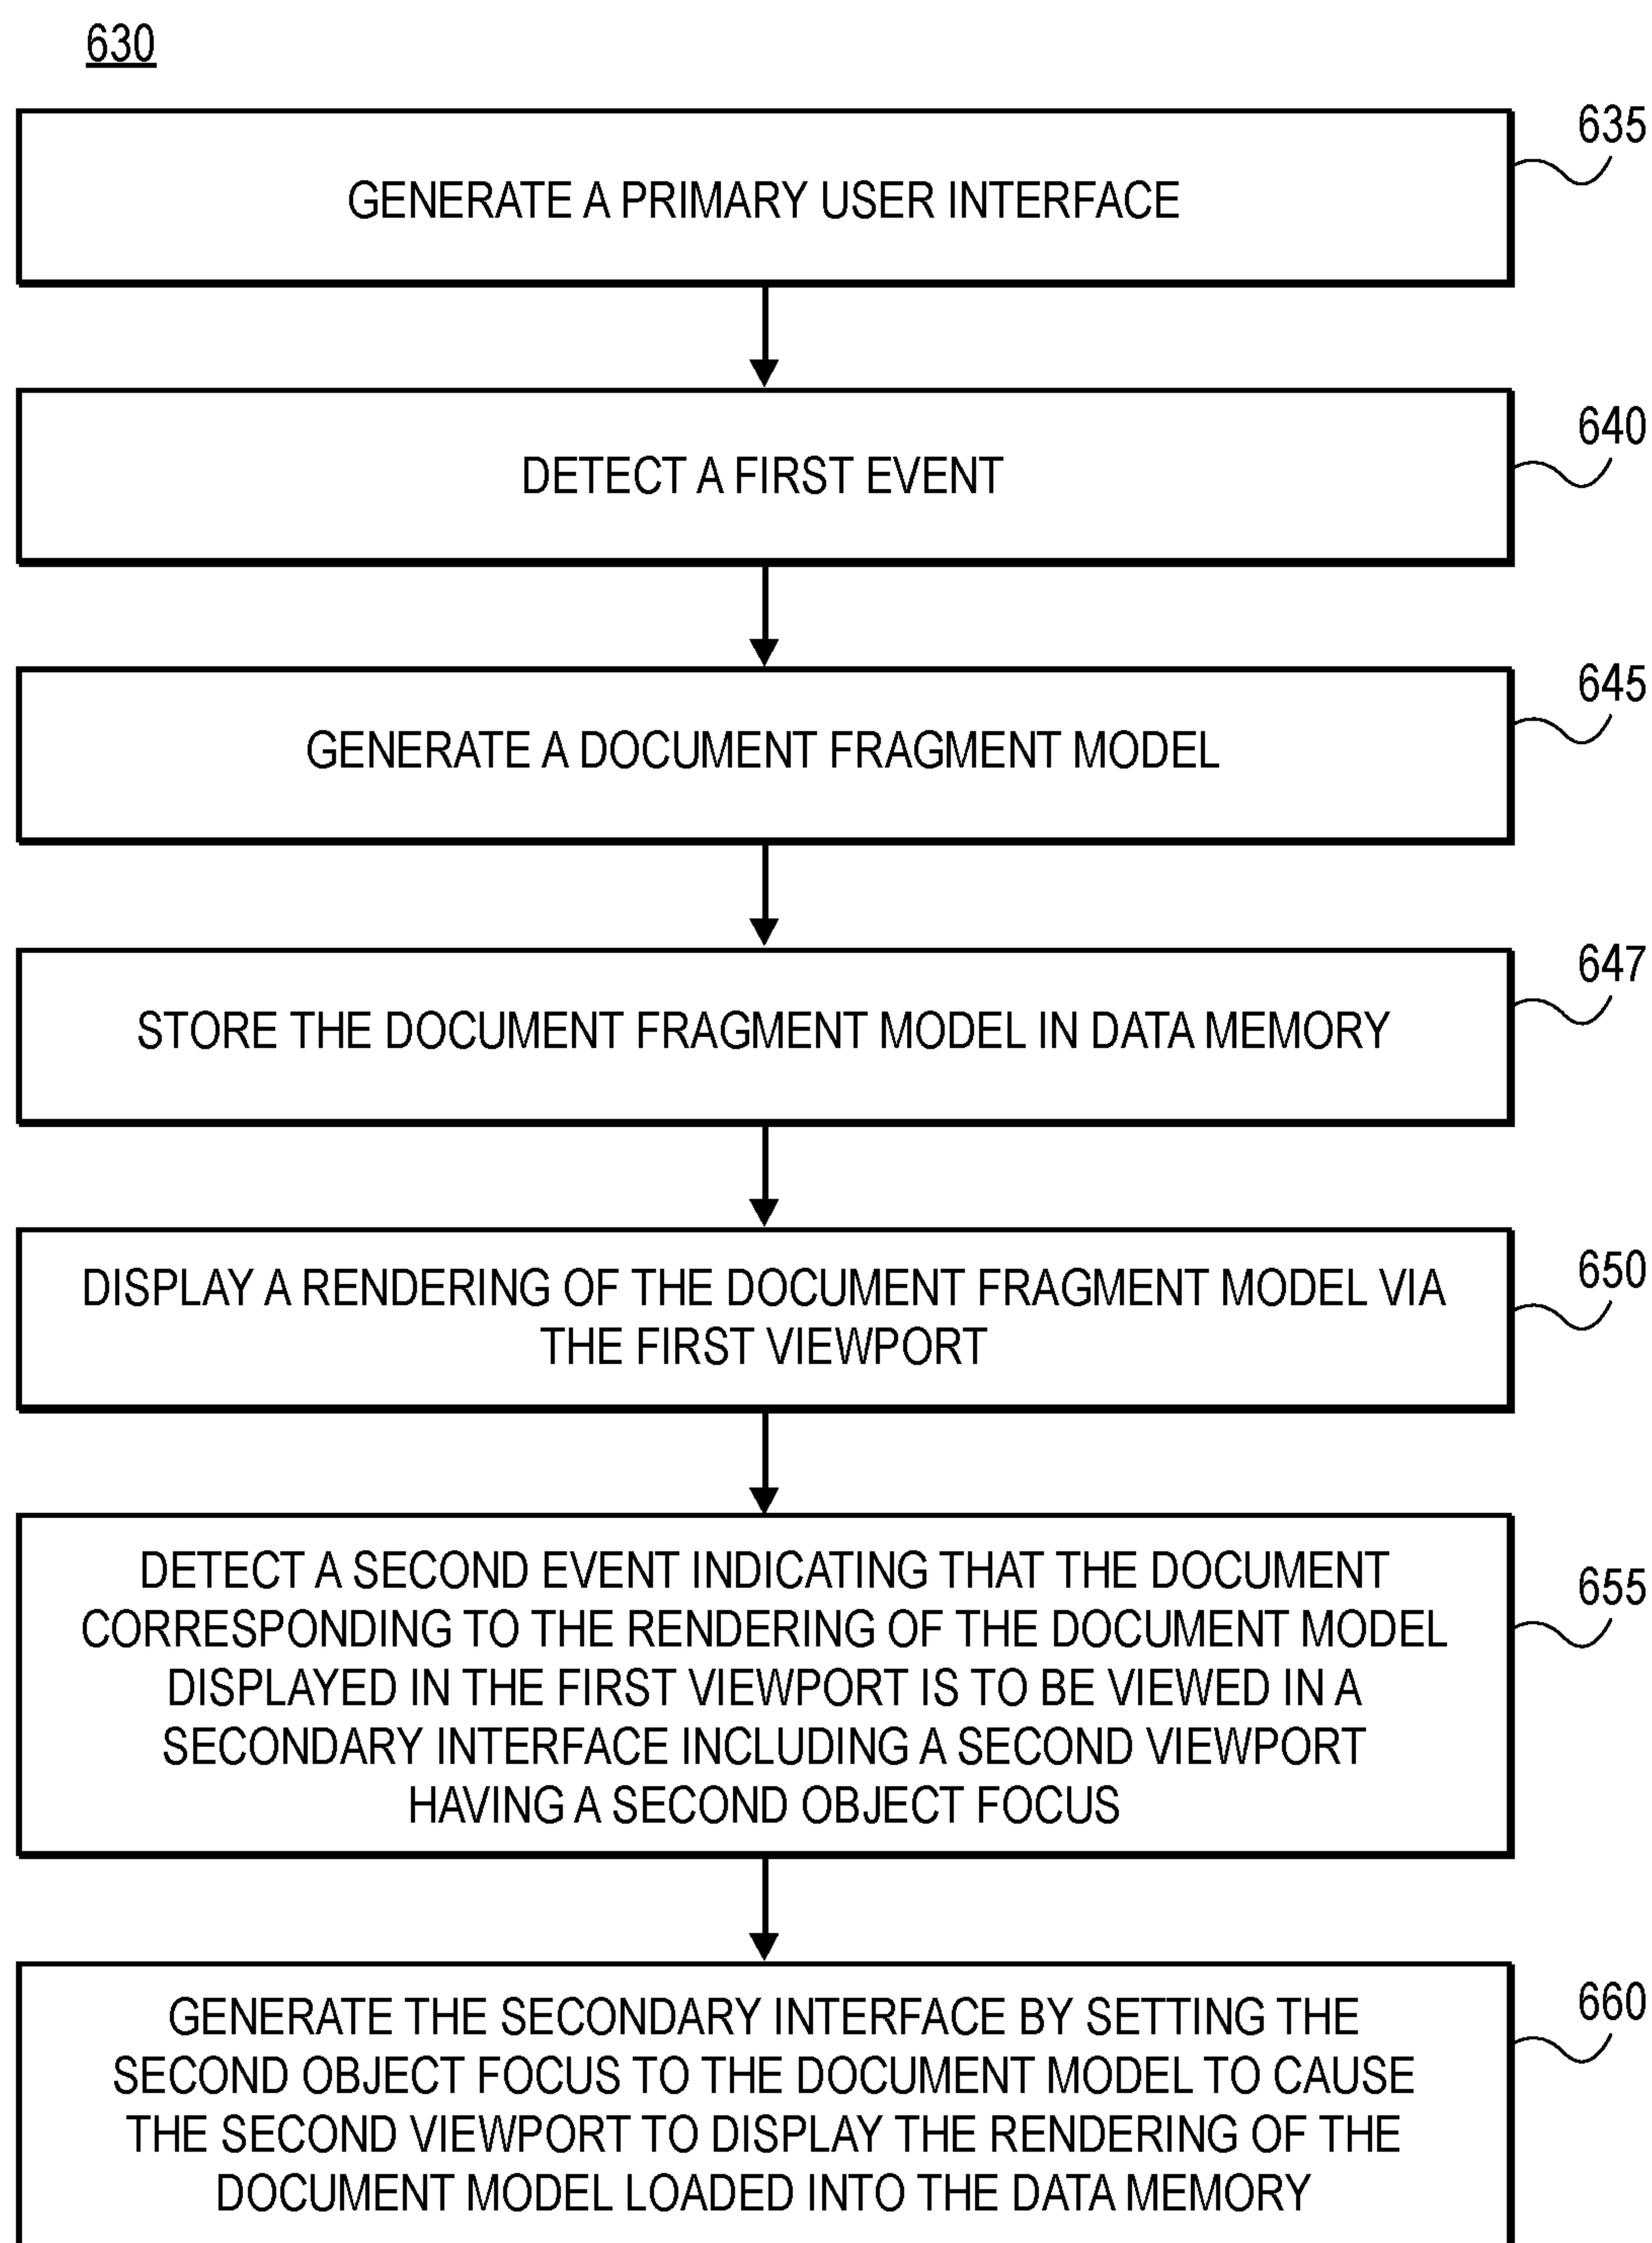 630
635
GENERATE A PRIMARY USER INTERFACE
640
DETECT A FIRST EVENT
645
GENERATE A DOCUMENT FRAGMENT MODEL
647
STORE THE DOCUMENT FRAGMENT MODEL IN DATA MEMORY
650
DISPLAY A RENDERING OF THE DOCUMENT FRAGMENT MODEL VIA
THE FIRST VIEWPORT
655
DETECT A SECOND EVENT INDICATING THAT THE DOCUMENT
CORRESPONDING TO THE RENDERING OF THE DOCUMENT MODEL
DISPLAYED IN THE FIRST VIEWPORT IS TO BE VIEWED IN A
SECONDARY INTERFACE INCLUDING A SECOND VIEWPORT
HAVING A SECOND OBJECT FOCUS
660
GENERATE THE SECONDARY INTERFACE BY SETTING THE
SECOND OBJECT FOCUS TO THE DOCUMENT MODEL TO CAUSE
THE SECOND VIEWPORT TO DISPLAY THE RENDERING OF THE
DOCUMENT MODEL LOADED INTO THE DATA MEMORY